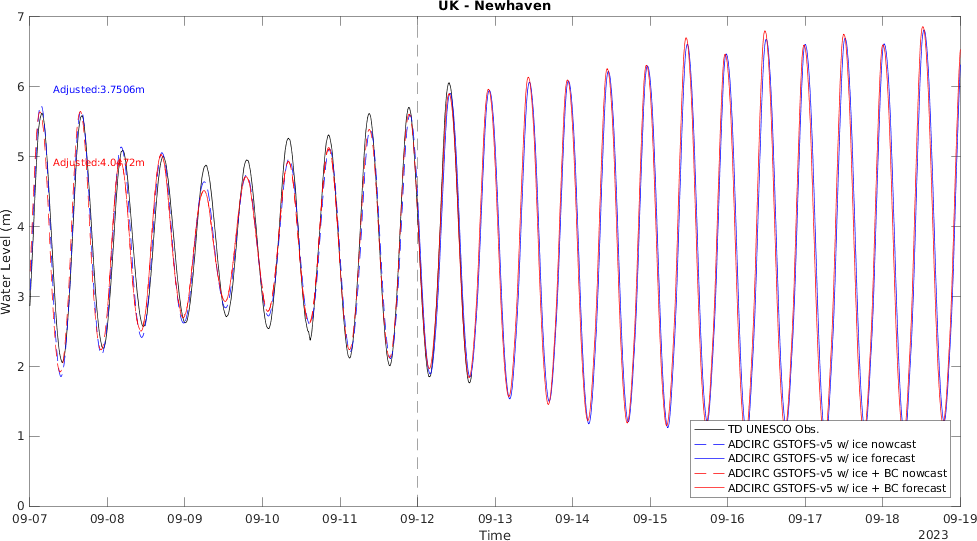 UK - Newhaven
7
6
5
4
3
2
1
0
Water Level (m)
Adjusted:3.7506m
Adjusted:4.0472m
TD UNESCO Obs.
ADCIRC GSTOFS-v5 w/ ice nowcast
ADCIRC GSTOFS-v5 w/ ice forecast
ADCIRC GSTOFS-v5 w/ ice + BC nowcast
ADCIRC GSTOFS-v5 w/ ice + BC forecast
09-07 09-08 09-09 09-10 09-11 09-12 09-13 09-14 09-15 09-16 09-17 09-18 09-19
Time
2023